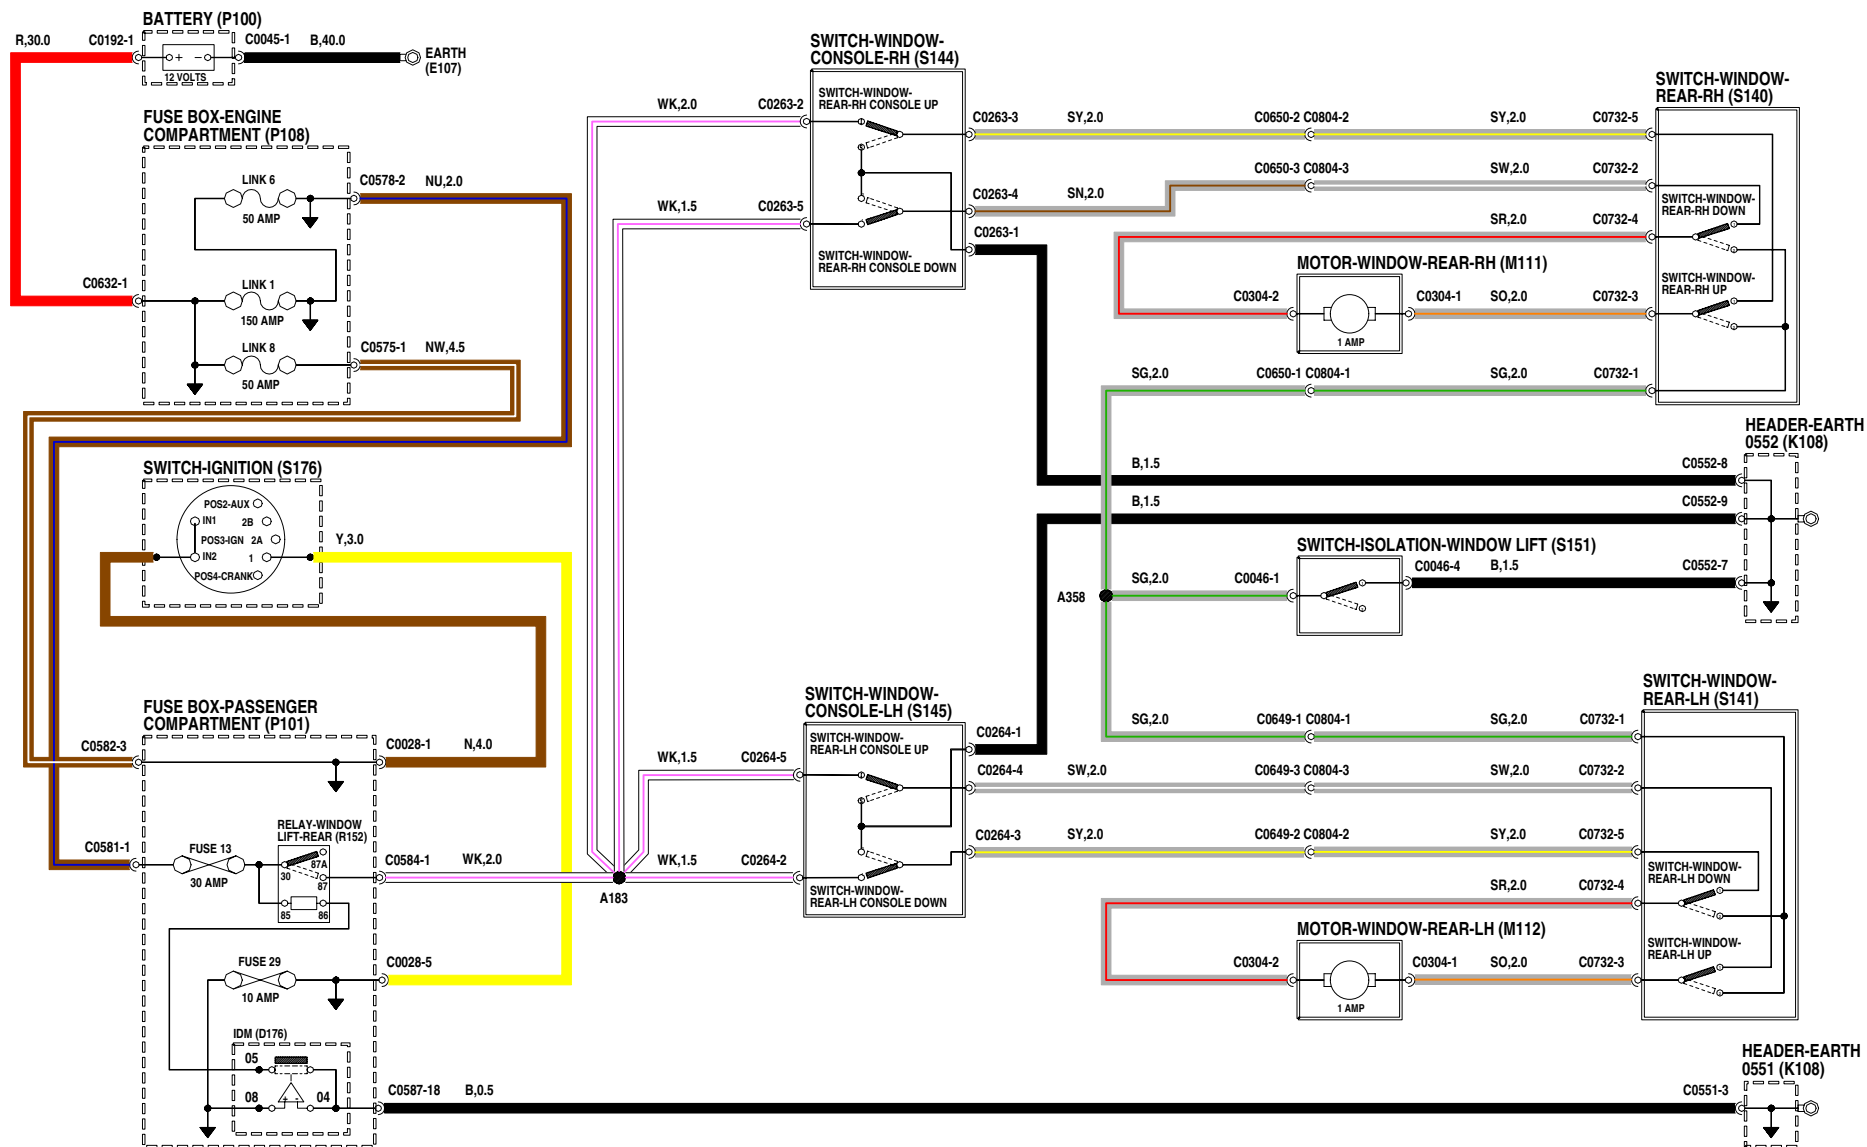 BATTERY (P100)
R,30.0
C0192-1
C0045-1
B,40.0
+
-
12 VOLTS
EARTH
(E107)
FUSE BOX-ENGINE
COMPARTMENT (P108)
LINK 6
50 AMP
C0578-2
NU,2.0
C0632-1
LINK 1
150 AMP
LINK 8
50 AMP
C0575-1
NW,4.5
SWITCH-IGNITION (S176)
POS2-AUX
IN1
2B
POS3-IGN
2A
IN2
1
POS4-CRANK
Y,3.0
FUSE BOX-PASSENGER
COMPARTMENT (P101)
C0582-3
C0028-1
N,4.0
RELAY-WINDOW
LIFT-REAR (R152)
C0581-1
FUSE 13
30 AMP
87A
30
87
85
86
C0584-1
WK,2.0
A183
FUSE 29
10 AMP
C0028-5
IDM (D176)
05
08
+
-
04
C0587-18
B,0.5
SWITCH-WINDOW-
CONSOLE-RH (S144)
SWITCH-WINDOW-
REAR-RH CONSOLE UP
WK,2.0
C0263-2
C0263-3
SY,2.0
C0650-2 C0804-2
SY,2.0
C0732-5
WK,1.5
C0263-5
C0263-4
SN,2.0
C0650-3 C0804-3
SW,2.0
C0732-2
C0263-1
SWITCH-WINDOW-
REAR-RH CONSOLE DOWN
SWITCH-WINDOW-
REAR-RH (S140)
SWITCH-WINDOW-
REAR-RH DOWN
SR,2.0
C0732-4
MOTOR-WINDOW-REAR-RH (M111)
SWITCH-WINDOW-
REAR-RH UP
C0304-2
C0304-1
SO,2.0
C0732-3
1 AMP
SG,2.0
C0650-1 C0804-1
SG,2.0
C0732-1
HEADER-EARTH
0552 (K108)
B,1.5
C0552-8
B,1.5
C0552-9
SWITCH-ISOLATION-WINDOW LIFT (S151)
A358
SG,2.0
C0046-1
C0046-4
B,1.5
C0552-7
SWITCH-WINDOW-
CONSOLE-LH (S145)
SWITCH-WINDOW-
REAR-LH CONSOLE UP
WK,1.5
C0264-5
C0264-1
C0264-4
SW,2.0
C0649-3 C0804-3
SW,2.0
C0732-2
SWITCH-WINDOW-
REAR-LH (S141)
SG,2.0
C0649-1 C0804-1
SG,2.0
C0732-1
WK,1.5
C0264-2
C0264-3
SY,2.0
C0649-2 C0804-2
SY,2.0
C0732-5
SWITCH-WINDOW-
REAR-LH CONSOLE DOWN
SWITCH-WINDOW-
REAR-LH DOWN
SR,2.0
C0732-4
MOTOR-WINDOW-REAR-LH (M112)
SWITCH-WINDOW-
REAR-LH UP
C0304-2
C0304-1
SO,2.0
C0732-3
1 AMP
HEADER-EARTH
0551 (K108)
C0551-3